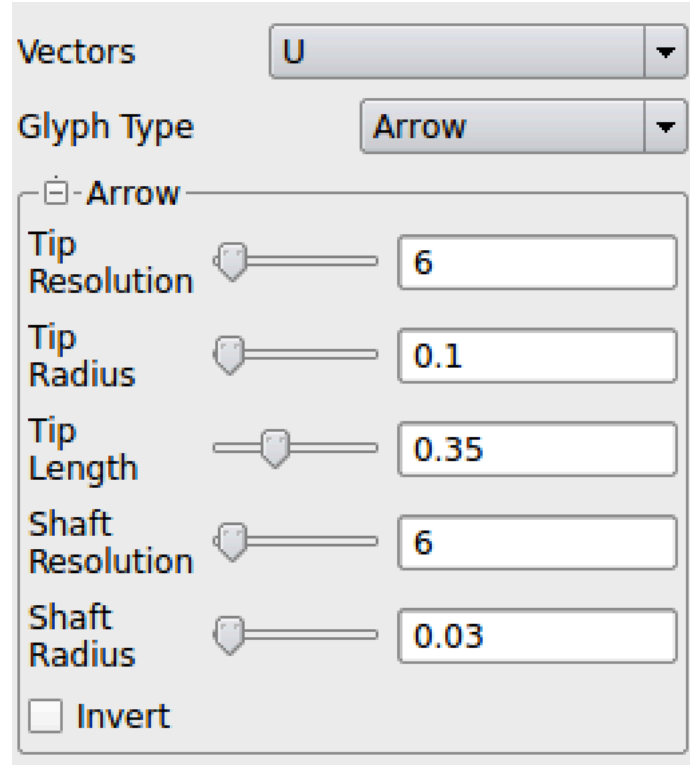 Vectors U
Glyph Type Arrow
Arrow
Tip
Resolution 6
Tip
Radius 0.1
Tip
Length 0.35
Shaft
Resolution 6
Shaft
Radius 0.03
Invert